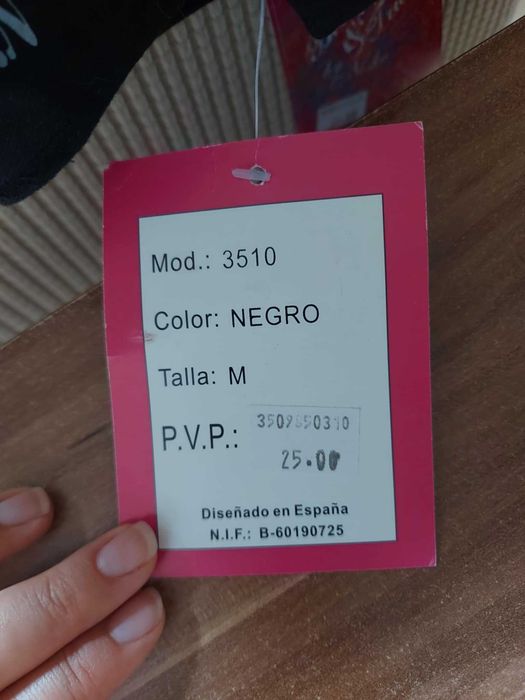 Mod.: 3510
Color: NEGRO
Talla: M
P.V.P.:
25.00
Diseñado en España
N.I.F.: B-60190725